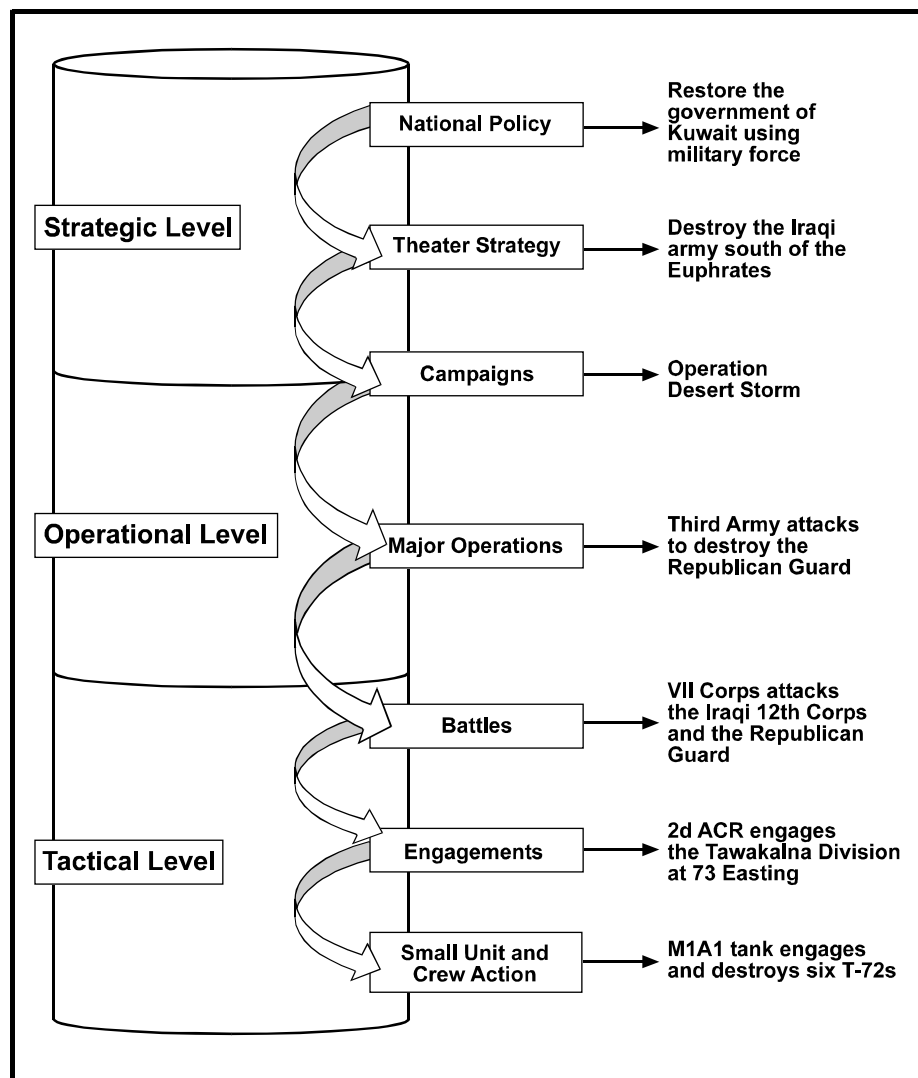 National Policy
Restore the
government of
Kuwait using
military force
Strategic Level
Theater Strategy
Destroy the Iraqi
army south of the
Euphrates
Campaigns
Operation
Desert Storm
Operational Level
Major Operations
Third Army attacks
to destroy the
Republican Guard
Battles
VII Corps attacks
the Iraqi 12th Corps
and the Republican
Guard
Tactical Level
Engagements
2d ACR engages
the Tawakalna Division
at 73 Easting
Small Unit and
Crew Action
M1A1 tank engages
and destroys six T-72s